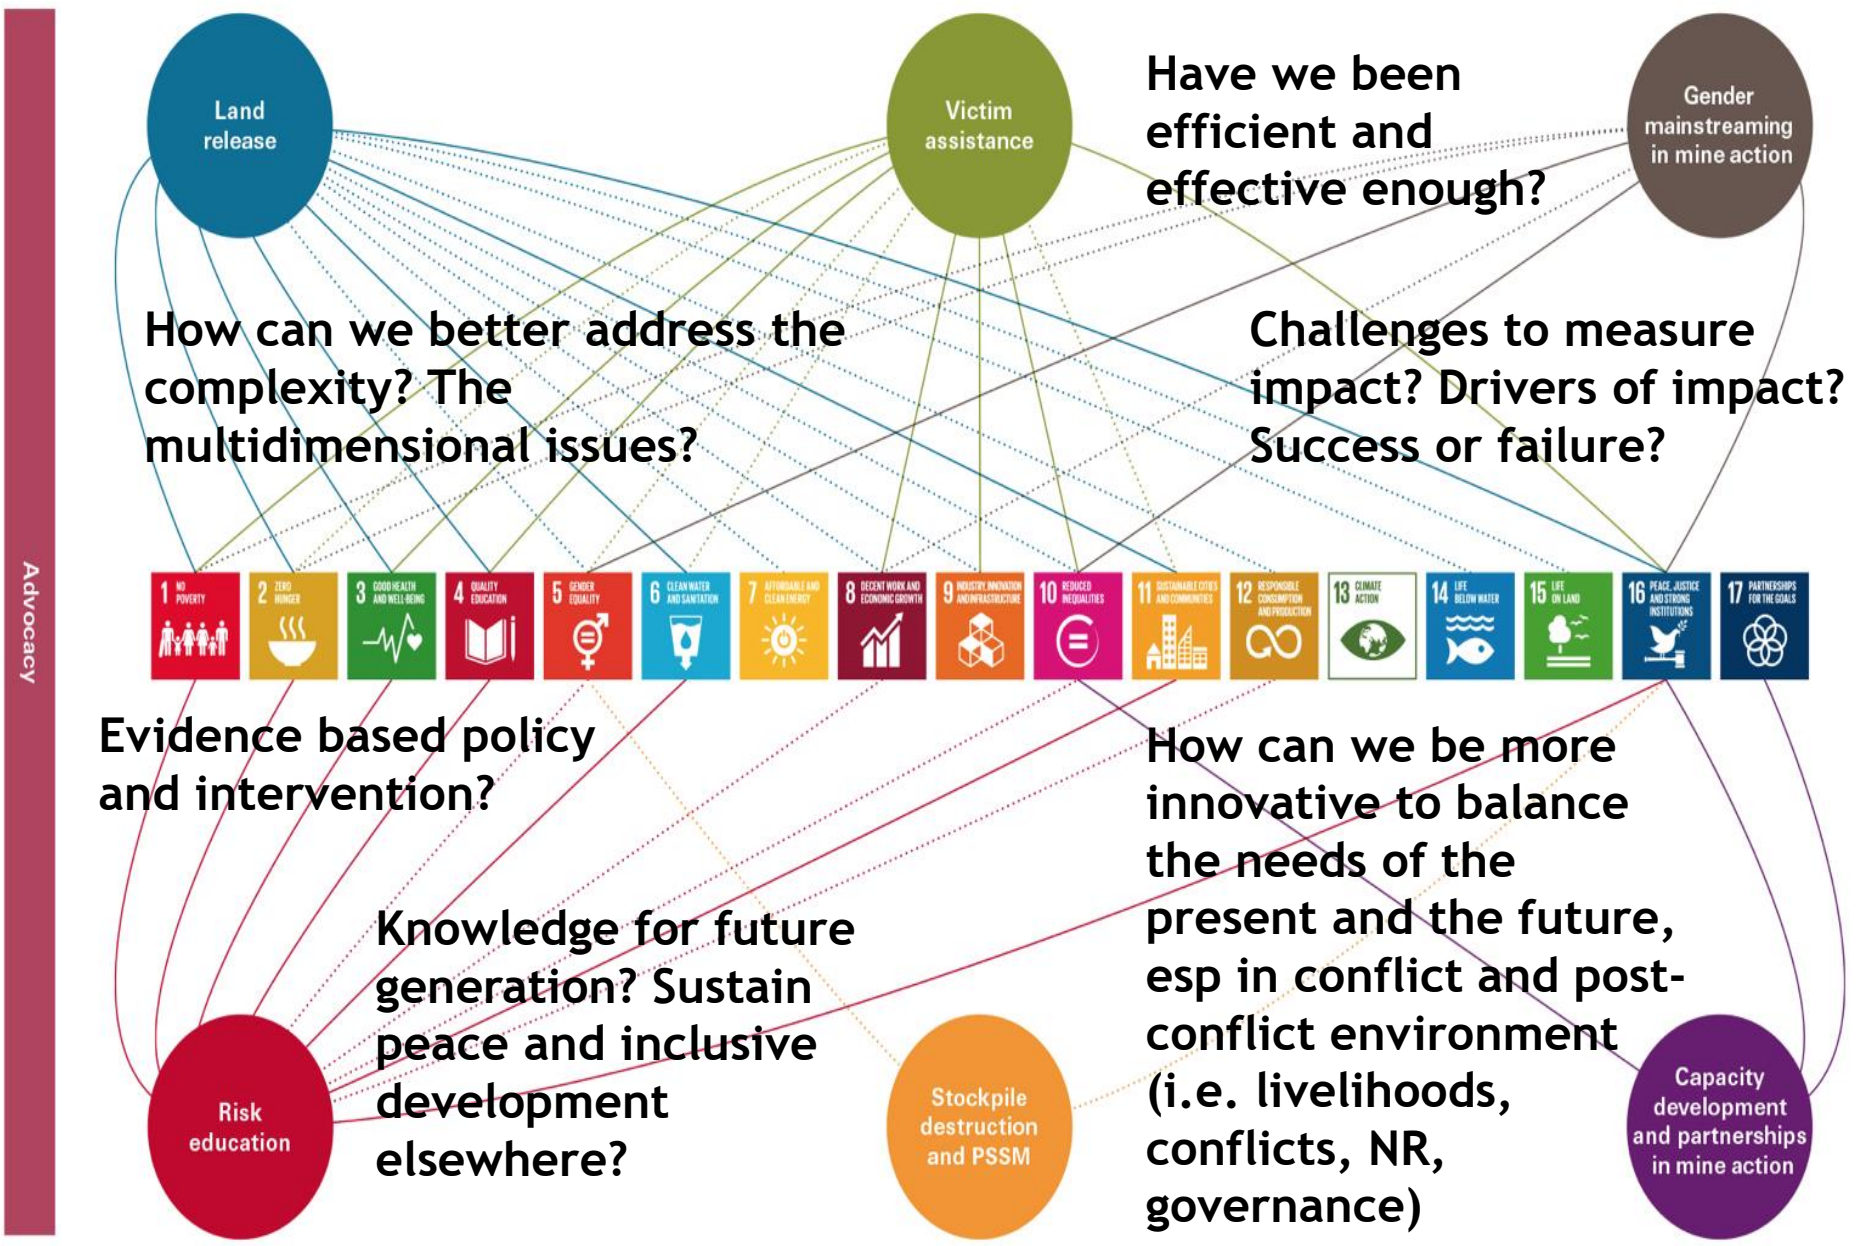 Advocacy
Land
release
Victim
assistance
Have we been
efficient and
effective enough?
Gender
mainstreaming
in mine action
How can we better address the
complexity? The
multidimensional issues?
Challenges to measure
impact? Drivers of impact?
Success or failure?
1 NO
POVERTY
2 ZERO
HUNGER
3 GOOD HEALTH
AND WELL-BEING
4 QUALITY
EDUCATION
5 GENDER
EQUALITY
6 CLEAN WATER
AND SANITATION
7 AFFORDABLE AND
CLEAN ENERGY
8 DECENT WORK AND
ECONOMIC GROWTH
9 INDUSTRY, INNOVATION
AND INFRASTRUCTURE
10 REDUCED
INEQUALITIES
11 SUSTAINABLE CITIES
AND COMMUNITIES
12 RESPONSIBLE
CONSUMPTION
AND PRODUCTION
13 CLIMATE
ACTION
14 LIFE
BELOW WATER
15 LIFE
ON LAND
16 PEACE, JUSTICE
AND STRONG
INSTITUTIONS
17 PARTNERSHIPS
FOR THE GOALS
Evidence based policy
and intervention?
How can we be more
innovative to balance
the needs of the
present and the future,
esp in conflict and post-
conflict environment
(i.e. livelihoods,
conflicts, NR,
governance)
Knowledge for future
generation? Sustain
peace and inclusive
development
elsewhere?
Risk
education
Stockpile
destruction
and PSSM
Capacity
development
and partnerships
in mine action